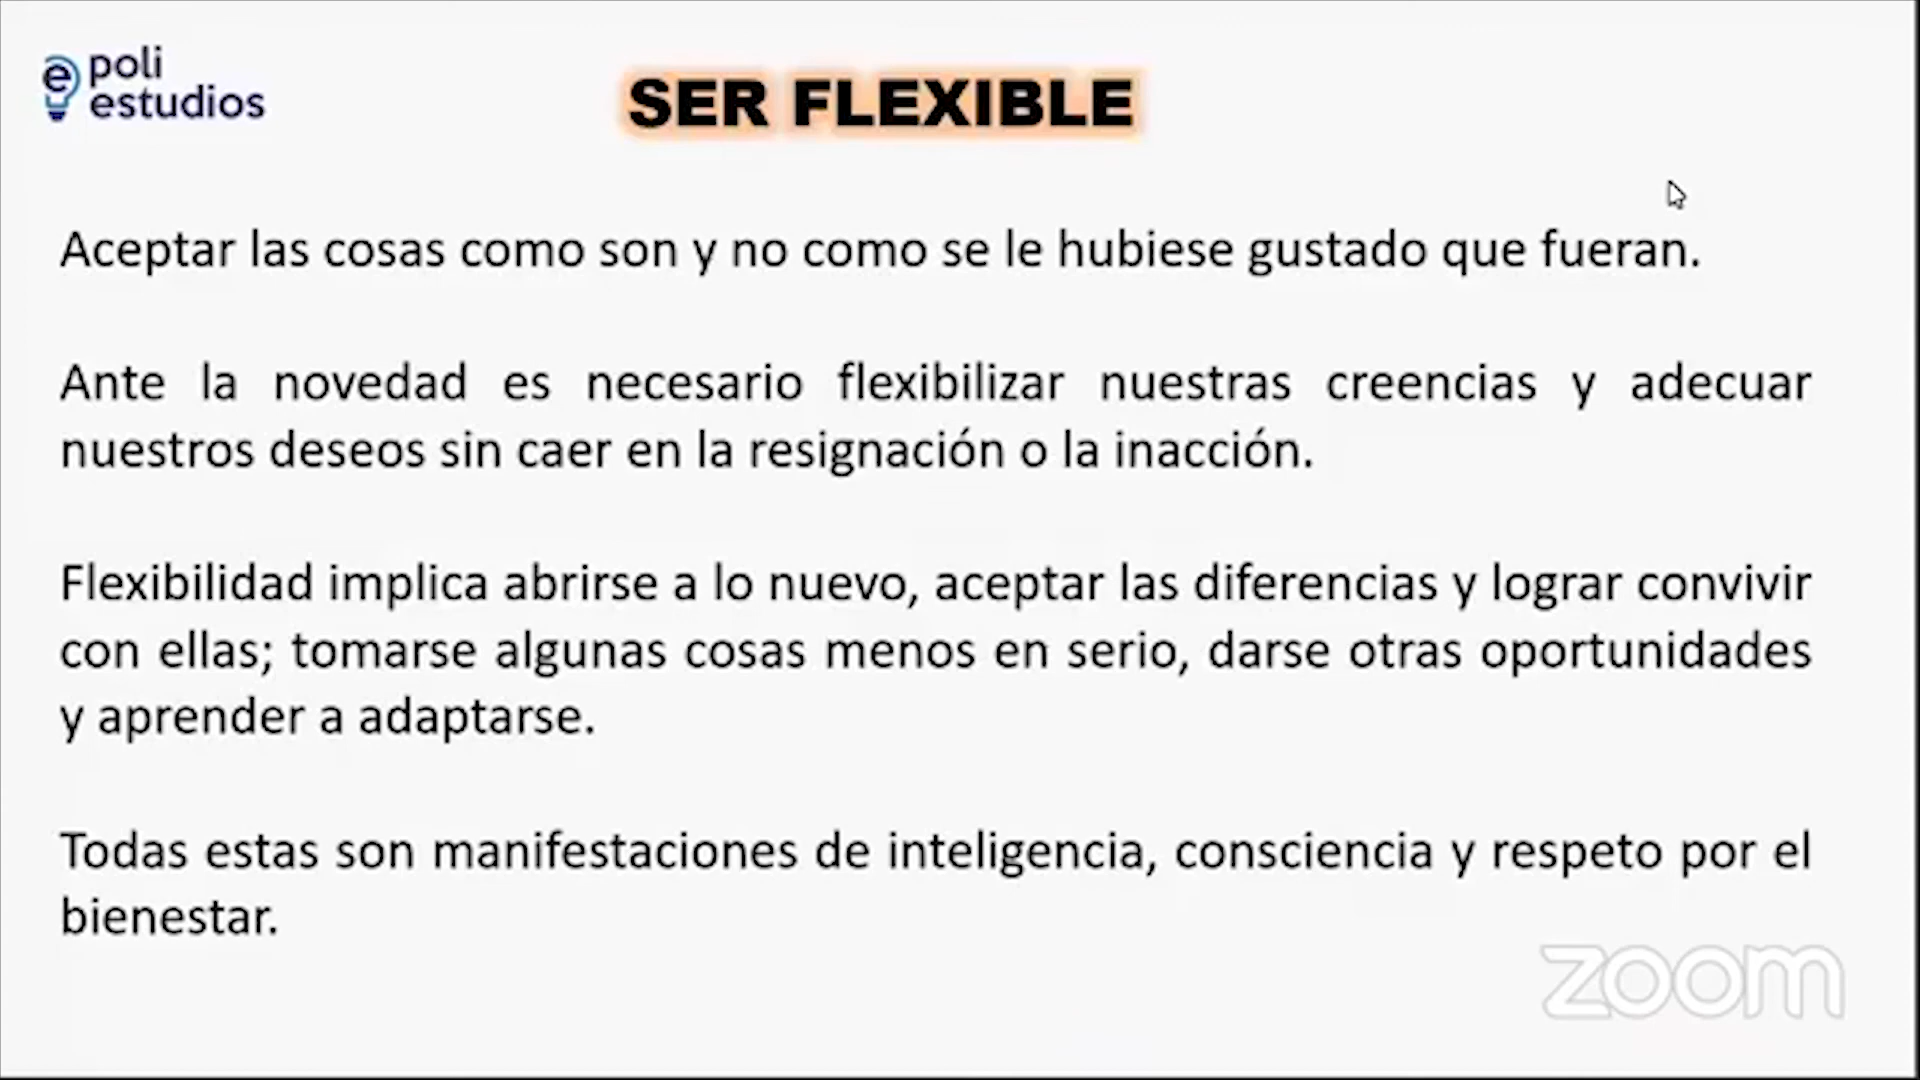 poli
estudios
SER FLEXIBLE
Aceptar las cosas como son y no como se le hubiese gustado que fueran.
Ante la novedad es necesario flexibilizar nuestras creencias y adecuar
nuestros deseos sin caer en la resignación o la inacción.
Flexibilidad implica abrirse a lo nuevo, aceptar las diferencias y lograr convivir
con ellas; tomarse algunas cosas menos en serio, darse otras oportunidades
y aprender a adaptarse.
Todas estas son manifestaciones de inteligencia, consciencia y respeto por el
bienestar.
zoom